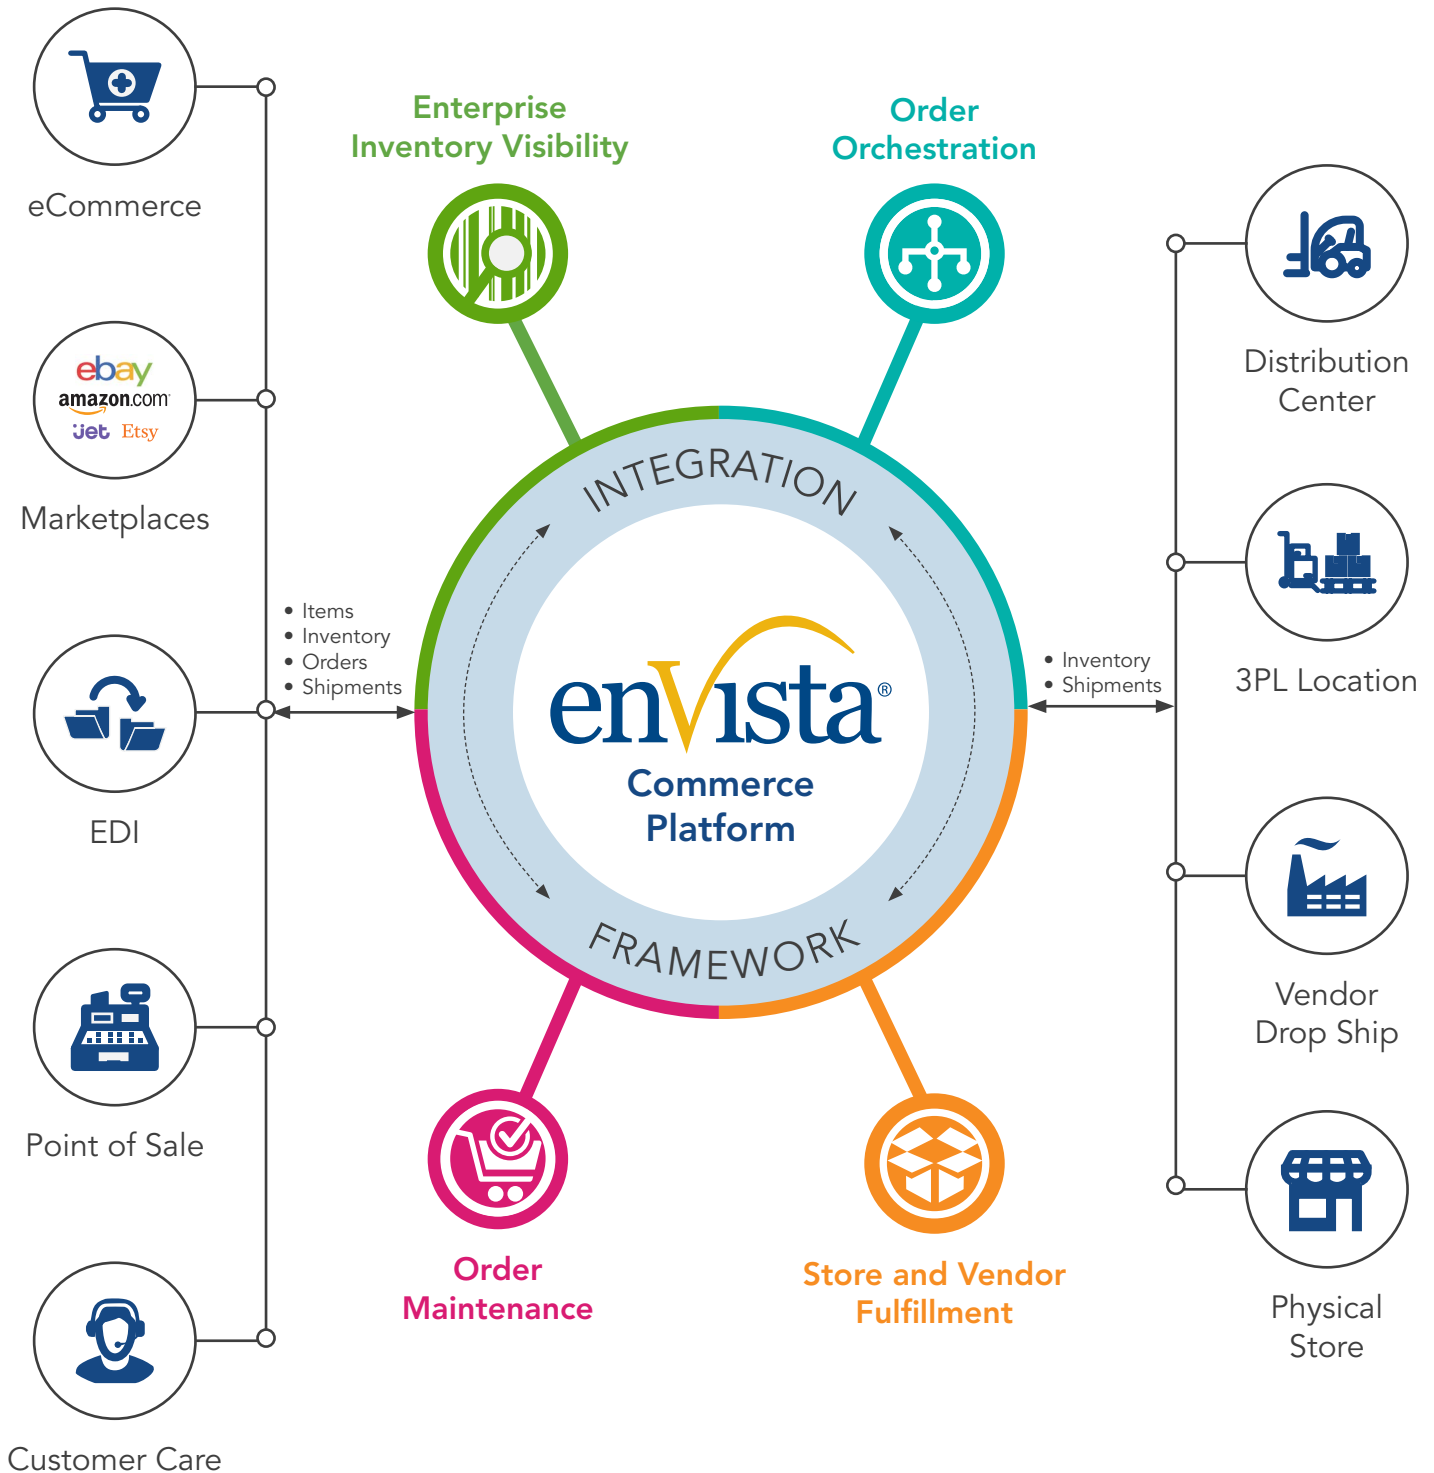 eCommerce
ebay
amazon.com
jet Etsy
Marketplaces
EDI
Point of Sale
Customer Care
Enterprise
Inventory Visibility
Order
Orchestration
• Items
• Inventory
• Orders
• Shipments
INTEGRATION
enVista®
Commerce
Platform
FRAMEWORK
• Inventory
• Shipments
Order
Maintenance
Store and Vendor
Fulfillment
Distribution
Center
3PL Location
Vendor
Drop Ship
Physical
Store